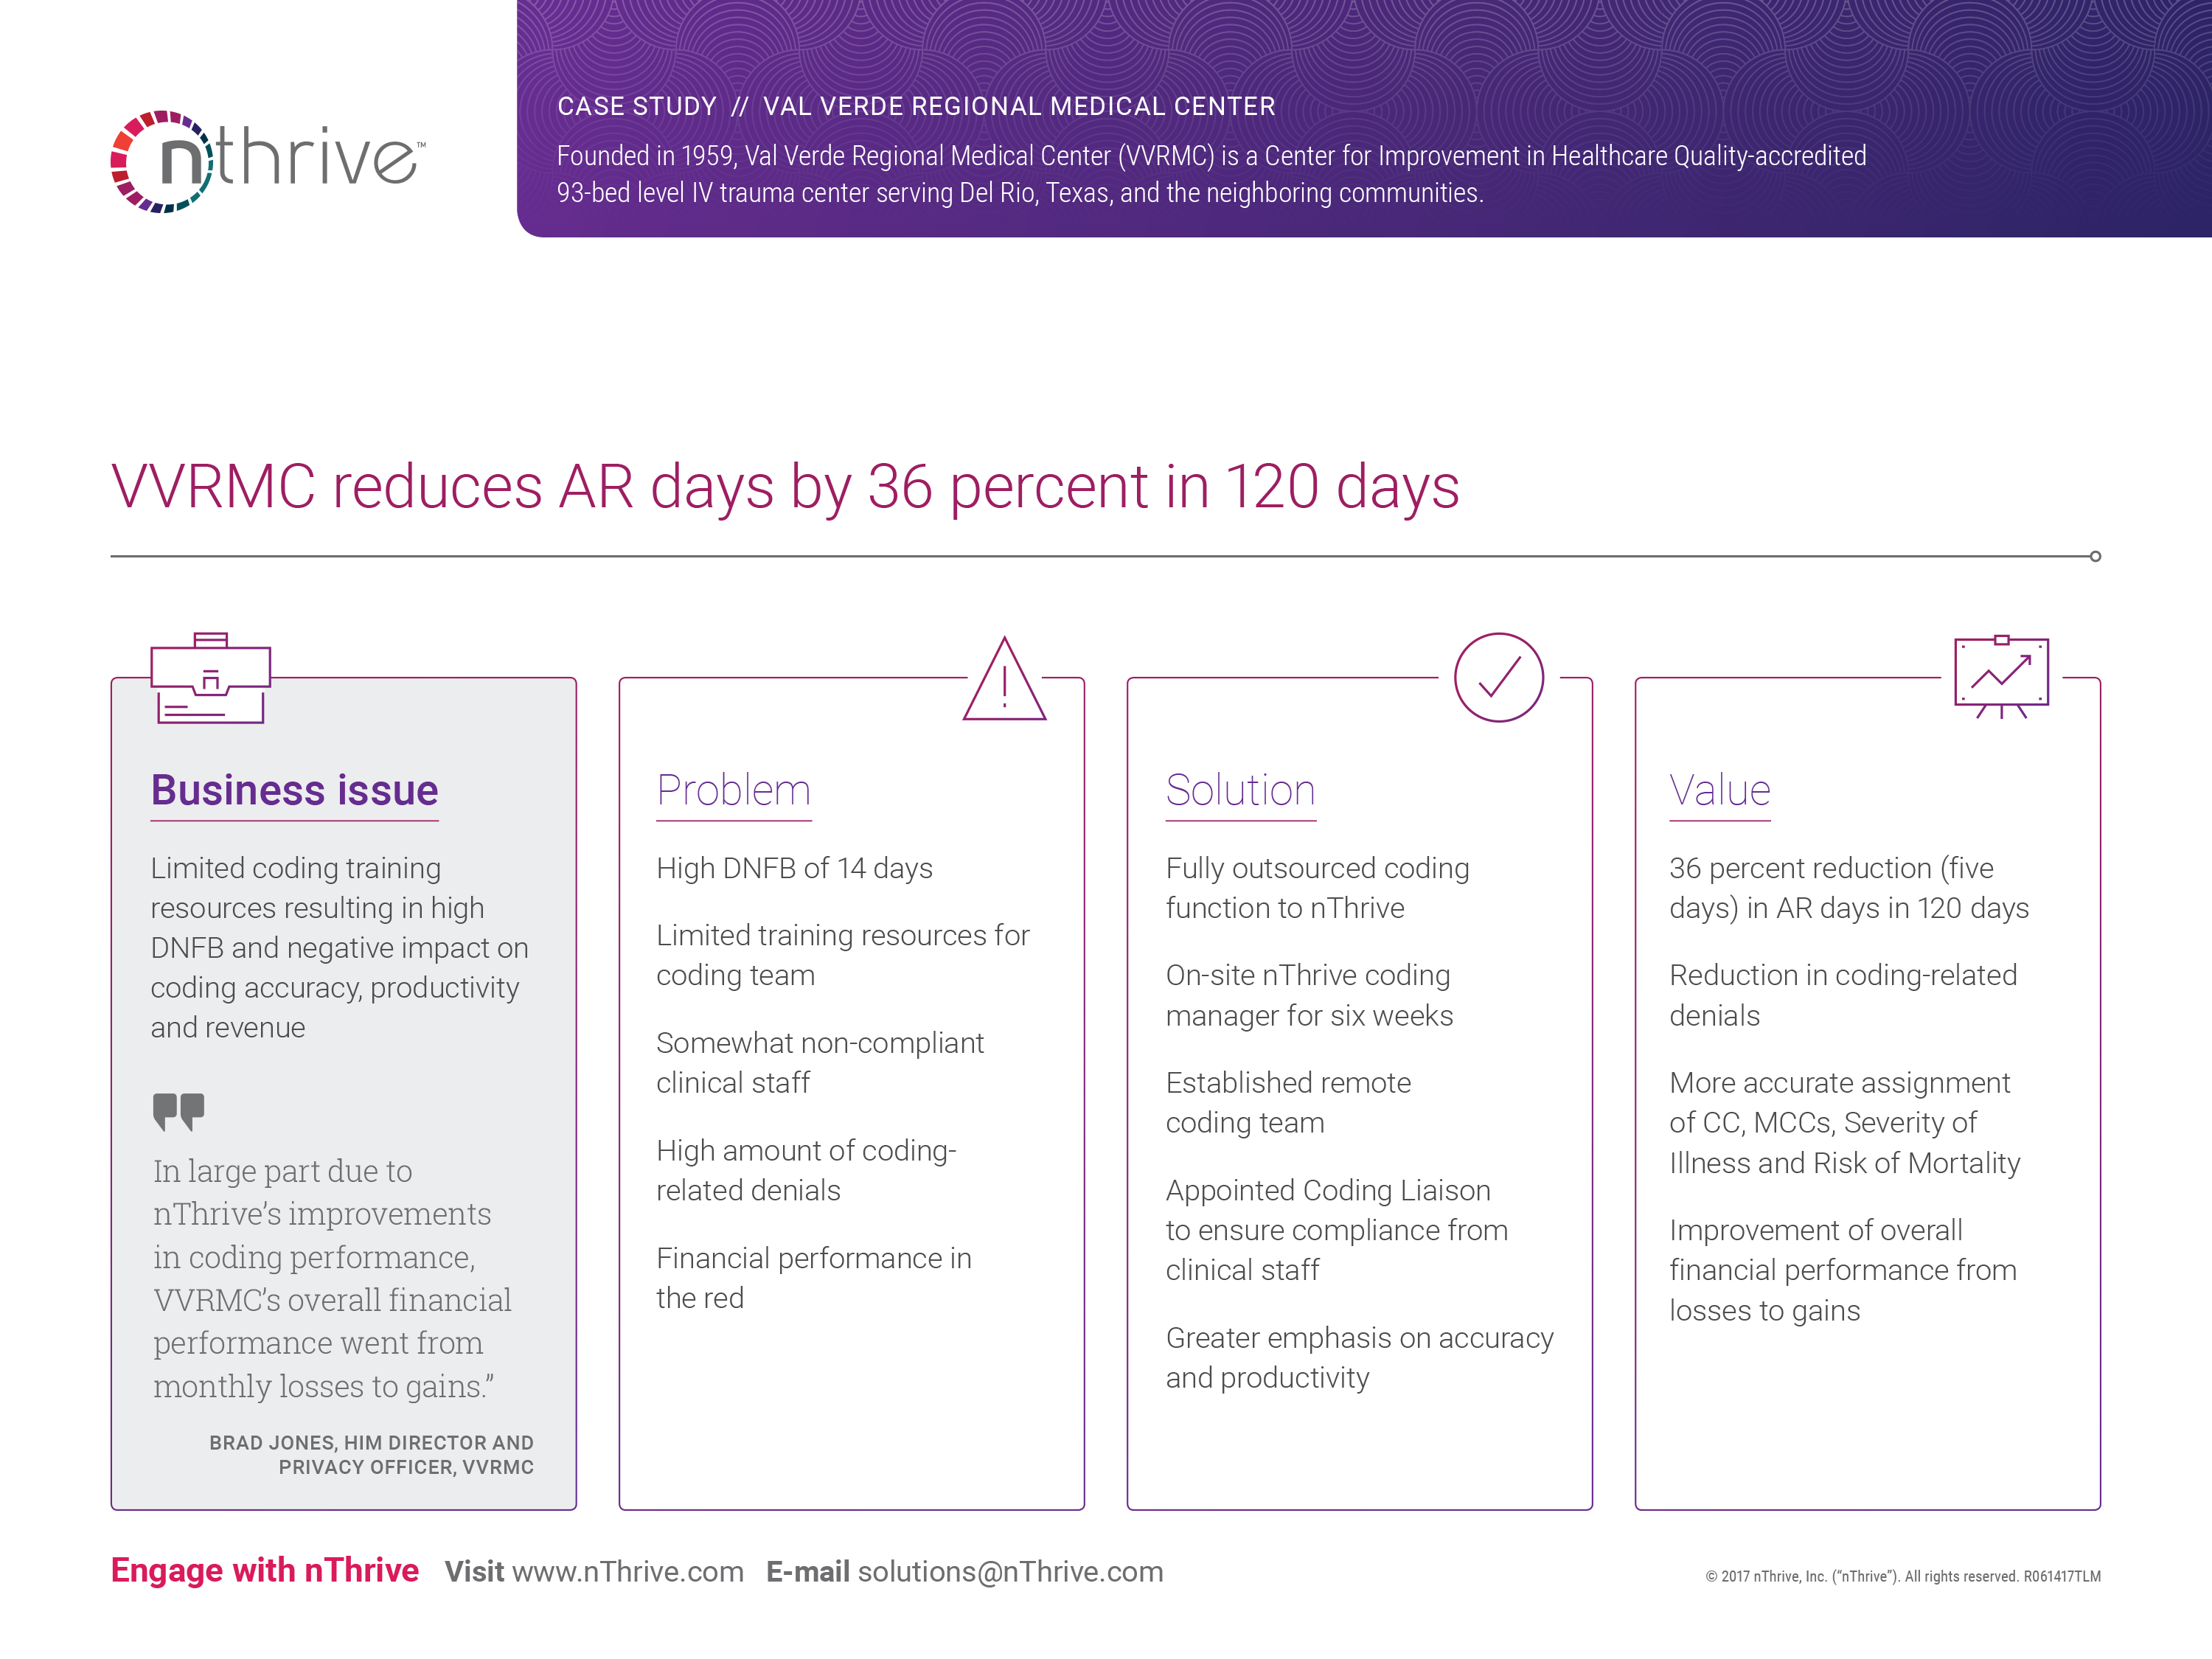 nthrive™
CASE STUDY // VAL VERDE REGIONAL MEDICAL CENTER
Founded in 1959, Val Verde Regional Medical Center (VVRMC) is a Center for Improvement in Healthcare Quality-accredited
93-bed level IV trauma center serving Del Rio, Texas, and the neighboring communities.
VVRMC reduces AR days by 36 percent in 120 days
Business issue
Limited coding training
resources resulting in high
DNFB and negative impact on
coding accuracy, productivity
and revenue
In large part due to
nThrive’s improvements
in coding performance,
VVRMC’s overall financial
performance went from
monthly losses to gains.”
BRAD JONES, HIM DIRECTOR AND
PRIVACY OFFICER, VVRMC
Problem
High DNFB of 14 days
Limited training resources for
coding team
Somewhat non-compliant
clinical staff
High amount of coding-
related denials
Financial performance in
the red
Solution
Fully outsourced coding
function to nThrive
On-site nThrive coding
manager for six weeks
Established remote
coding team
Appointed Coding Liaison
to ensure compliance from
clinical staff
Greater emphasis on accuracy
and productivity
Value
36 percent reduction (five
days) in AR days in 120 days
Reduction in coding-related
denials
More accurate assignment
of CC, MCCs, Severity of
Illness and Risk of Mortality
Improvement of overall
financial performance from
losses to gains
Engage with nThrive Visit www.nThrive.com E-mail solutions@nThrive.com
© 2017 nThrive, Inc. (“nThrive”). All rights reserved. R061417TLM